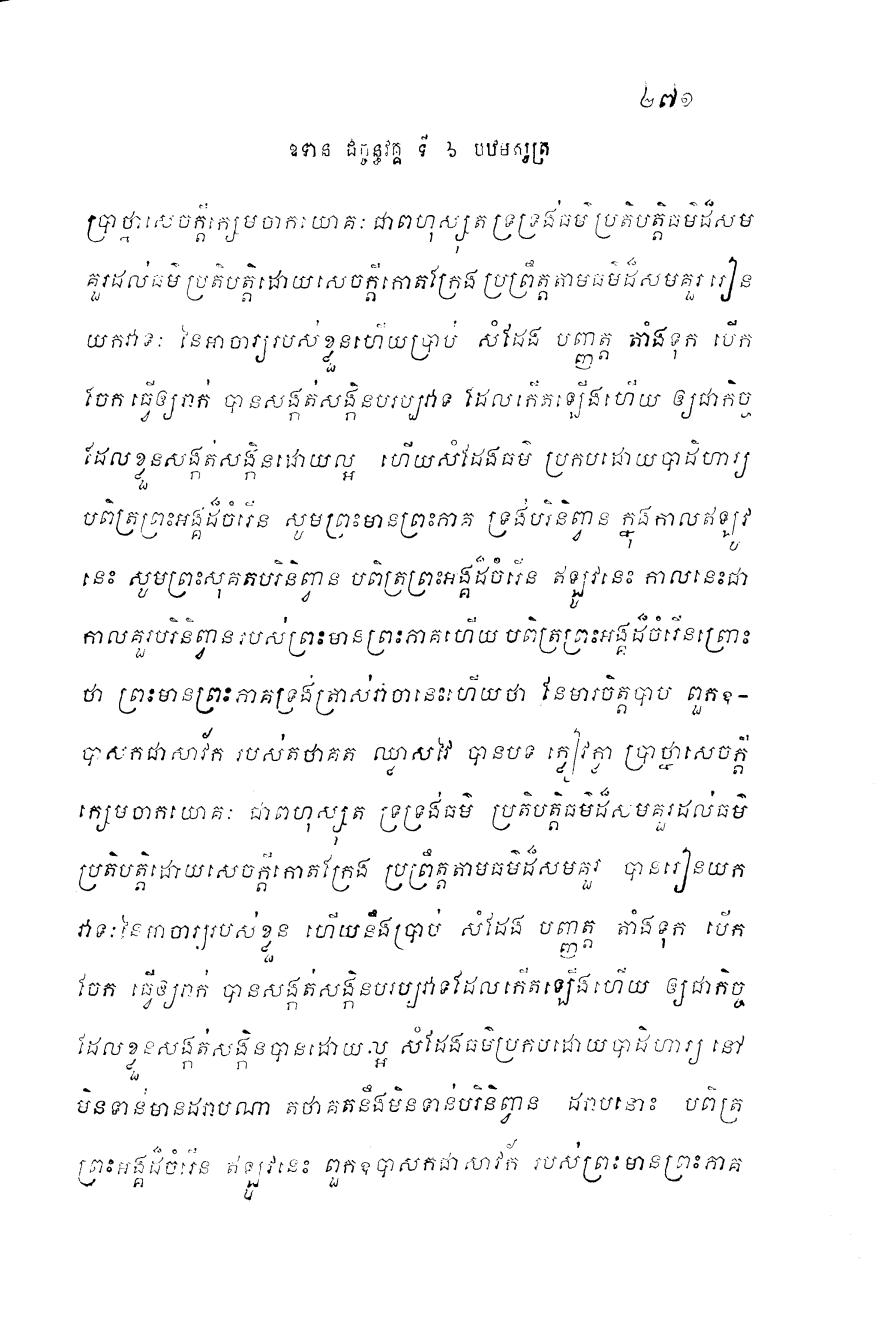 ២៧១
ឧទាន ជច្ចន្ធវគ្គ ទី ៦ បឋមសូត្រ
ប្រាថ្នាសេចក្តីក្សេមចាកយោគៈ ជាពហុស្សុត ទ្រទ្រង់ធម៌ ប្រតិបត្តិធម៌ដ៏សម
គួរដល់ធម៌ ប្រតិបត្តិដោយសេចក្តីកោតក្រែង ប្រព្រឹត្តតាមធម៌ដ៏សមគួរ រៀន
យកវាទៈ នៃអាចារ្យរបស់ខ្លួនហើយប្រាប់ សំដែង បញ្ញត្ត តាំងទុក បើក
ចែក ធ្វើឲ្យរាក់ បានសង្កត់សង្កិនបរប្បវាទ ដែលកើតឡើងហើយ ឲ្យជាកិច្ច
ដែលខ្លួនសង្កត់សង្កិនដោយល្អ ហើយសំដែងធម៌ ប្រកបដោយបាដិហារ្យ
បពិត្រព្រះអង្គដ៏ចំរើន សូមព្រះមានព្រះភាគ ទ្រង់បរិនិព្វាន ក្នុងកាលឥឡូវ
នេះ សូមព្រះសុគតបរិនិព្វាន បពិត្រព្រះអង្គដ៏ចំរើន ឥឡូវនេះ កាលនេះជា
កាលគួរបរិនិព្វានរបស់ព្រះមានព្រះភាគហើយ បពិត្រព្រះអង្គដ៏ចំរើនព្រោះ
ថា ព្រះមានព្រះភាគទ្រង់ត្រាស់វាចានេះហើយថា នែមារចិត្តបាប ពួកឧ-
បាសកជាសាវ័ក របស់តថាគត ឈ្លាសវៃ បានបទ ក្លៀវក្លា ប្រាថ្នាសេចក្តី
ក្សេមចាកយោគៈ ជាពហុស្សុត ទ្រទ្រង់ធម៌ ប្រតិបត្តិធម៌ដ៏សមគួរដល់ធម៌
ប្រតិបត្តិដោយសេចក្តីកោតក្រែង ប្រព្រឹត្តតាមធម៌ដ៏សមគួរ បានរៀនយក
វាទៈនៃអាចារ្យរបស់ខ្លួន ហើយនឹងប្រាប់ សំដែង បញ្ញត្ត តាំងទុក បើក
ចែក ធ្វើឲ្យរាក់ បានសង្កត់សង្កិនបរប្បវាទដែលកើតឡើងហើយ ឲ្យជាកិច្ច
ដែលខ្លួនសង្កត់សង្កិនបានដោយល្អ សំដែងធម៌ប្រកបដោយបាដិហារ្យ នៅ
មិនទាន់មានដរាបណា តថាគតនឹងមិនទាន់បរិនិព្វាន ដរាបនោះ បពិត្រ
ព្រះអង្គដ៏ចំរើន ឥឡូវនេះ ពួកឧបាសកជាសាវ័ក របស់ព្រះមានព្រះភាគ